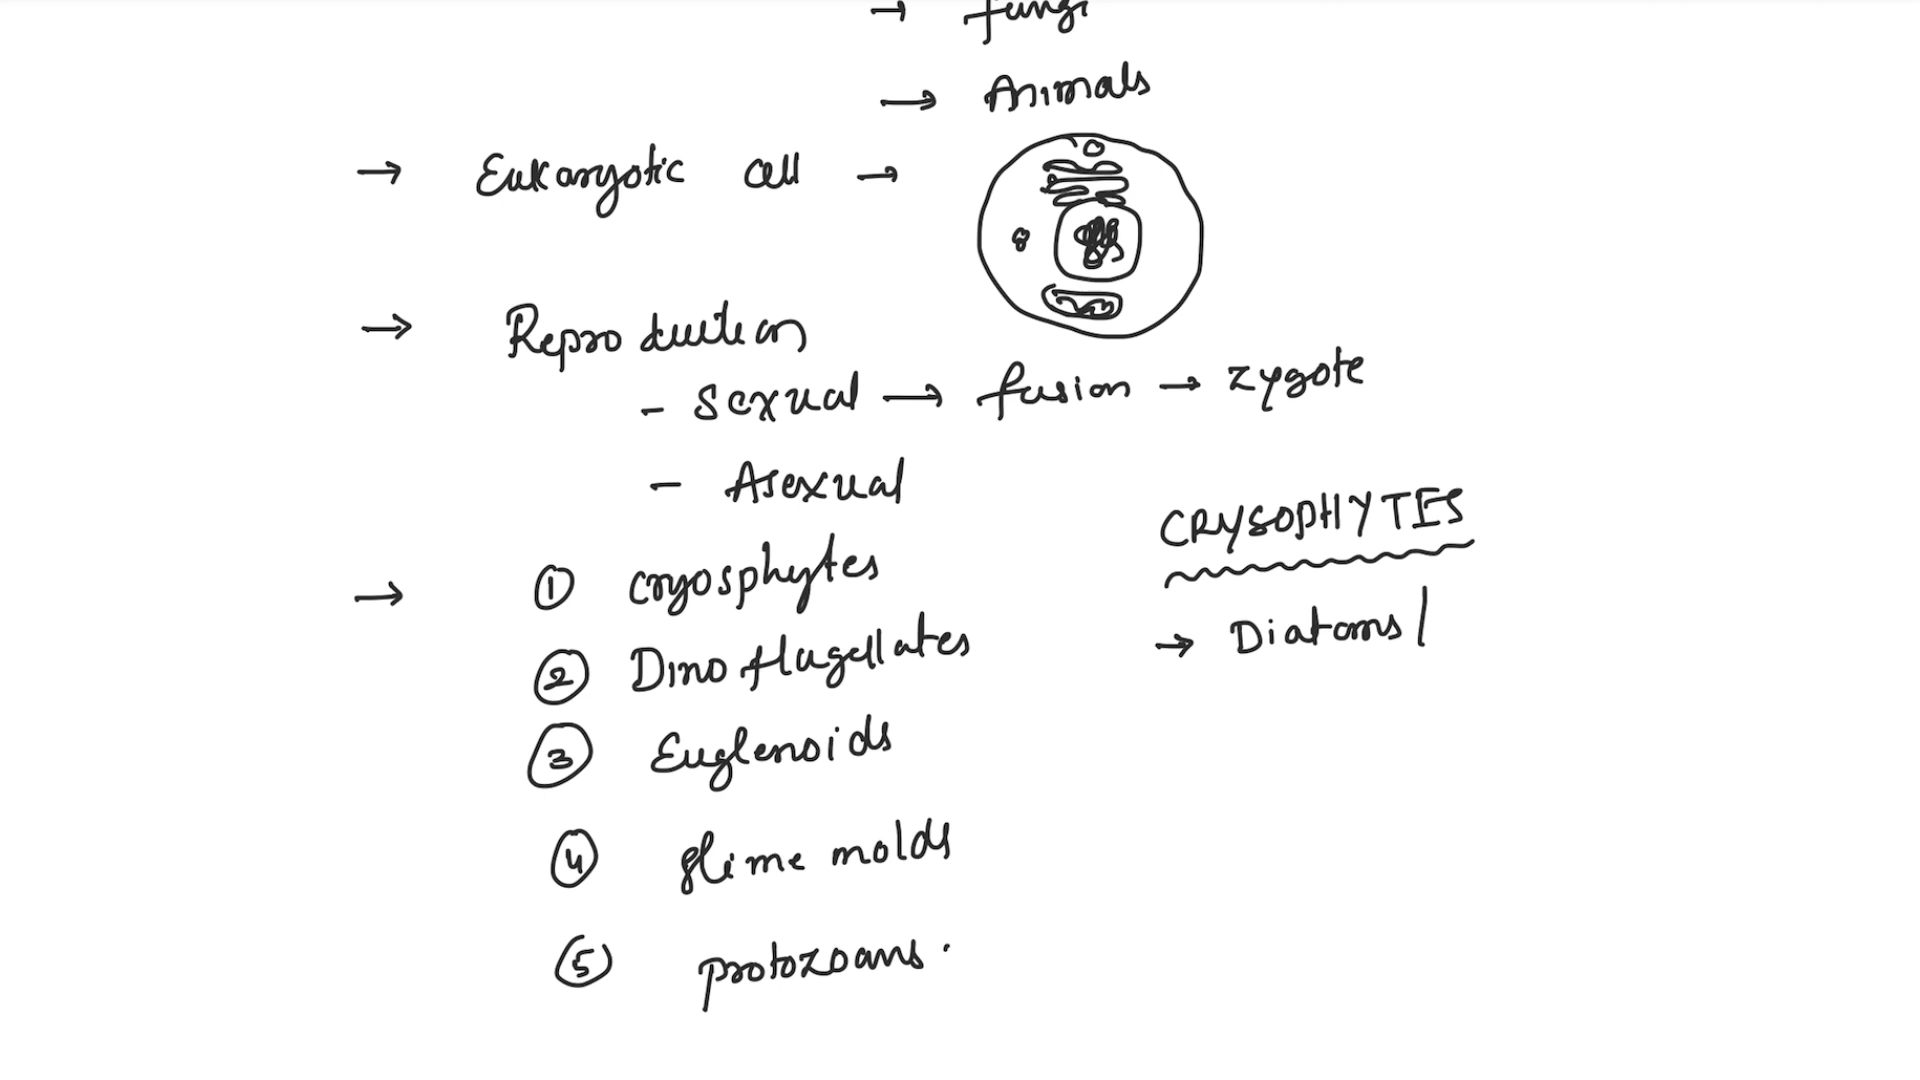 → fungi
→ Animals
→ Eukaryotic cell →
→ Reproduction
- Sexual → fusion → zygote
- Asexual
→ ① cryosphytes
② Dinoflagellates
③ Euglenoids
④ slime molds
⑤ protozoans.
CRYSOPHYTES
→ Diatoms/